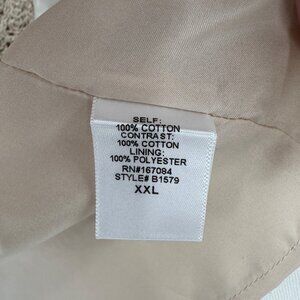 SELF:
100% COTTON
CONTRAST:
100% COTTON
LINING:
100% POLYESTER
RN#167084
STYLE# B1579
XXL